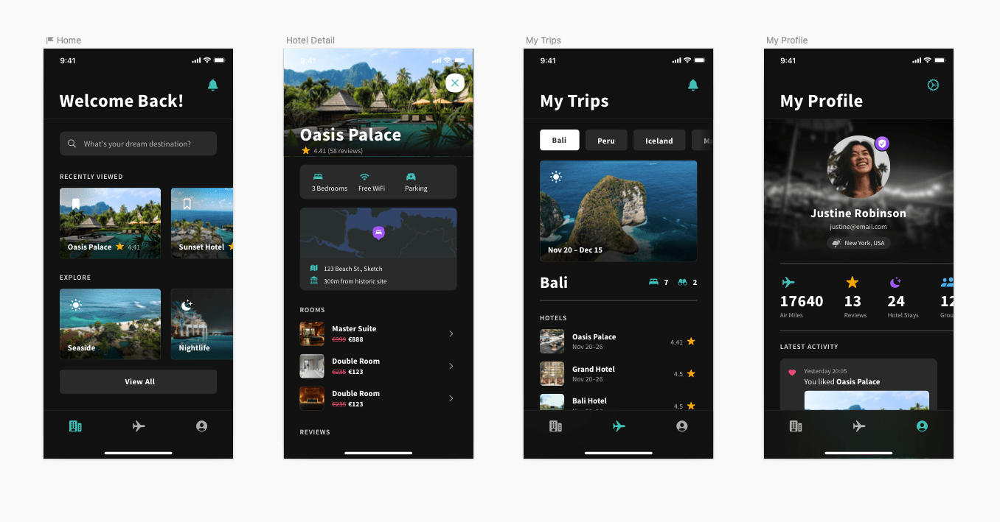 Home
9:41
Welcome Back!
What's your dream destination?
RECENTLY VIEWED
Oasis Palace 4.41
Sunset Hotel
EXPLORE
Seaside
Nightlife
View All
Hotel Detail
9:41
Oasis Palace
4.41 (58 reviews)
3 Bedrooms Free WiFi Parking
123 Beach St., Sketch
300m from historic site
ROOMS
Master Suite
€999 €888
Double Room
€235 €123
Double Room
€235 €123
REVIEWS
My Trips
9:41
My Trips
Bali Peru Iceland
Nov 20 – Dec 15
Bali 7 2
HOTELS
Oasis Palace
Nov 20–26
4.41
Grand Hotel
Nov 20–26
4.5
Bali Hotel
4.5
My Profile
9:41
My Profile
Justine Robinson
justine@email.com
New York, USA
17640 13 24 12
Air Miles Reviews Hotel Stays
LATEST ACTIVITY
Yesterday 20:05
You liked Oasis Palace